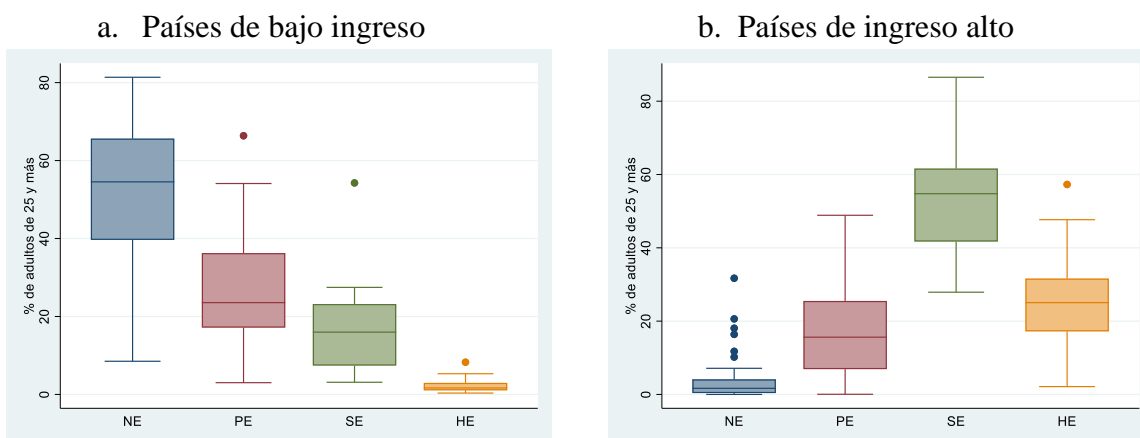 a. Países de bajo ingreso
b. Países de ingreso alto
% de adultos de 25 y más
80
60
40
20
0
NE PE SE HE
% de adultos de 25 y más
80
60
40
20
0
NE PE SE HE